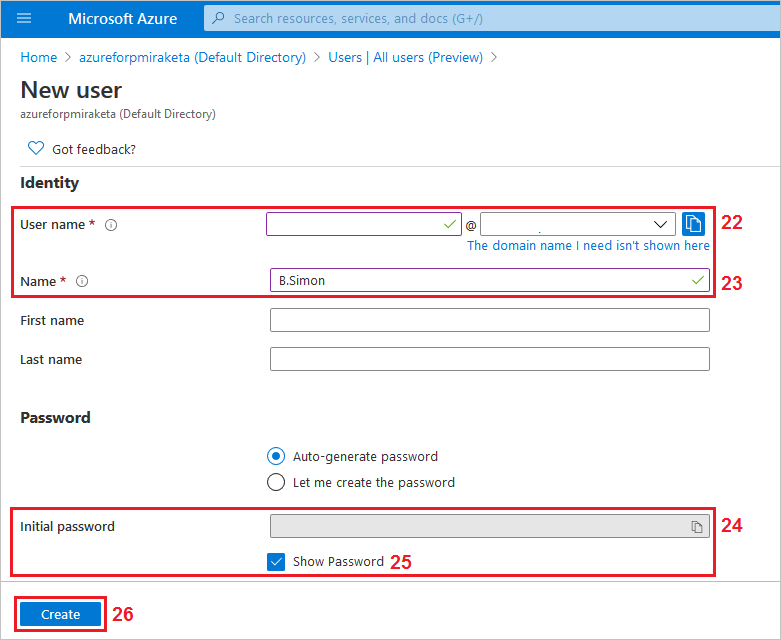 Microsoft Azure
Search resources, services, and docs (G+/)
Home > azureforpmiraketa (Default Directory) > Users | All users (Preview) >
New user
azureforpmiraketa (Default Directory)
Got feedback?
Identity
User name * @ 22
The domain name I need isn't shown here
Name * B.Simon 23
First name
Last name
Password
Auto-generate password
Let me create the password
Initial password 24
Show Password 25
Create 26